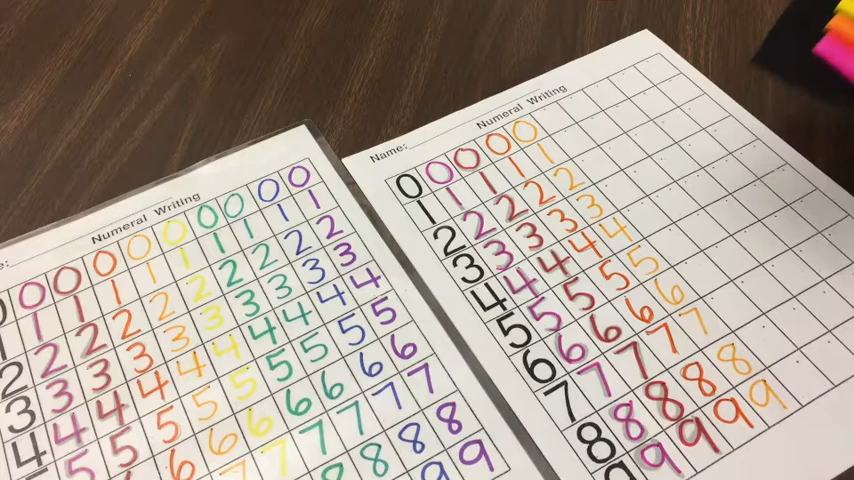 Numeral Writing
0 0 0 0 0 0 0 0 0
1 1 1 1 1 1 1 1 1
2 2 2 2 2 2 2 2 2 2
3 3 3 3 3 3 3 3 3 3
4 4 4 4 4 4 4 4 4 4
5 5 5 5 5 5 5 5 5
6 6 6 6 6 6 6
7 7 7 7 7 7
8 8 8
9 9
Name:
Numeral Writing
0 0 0 0 0
1 1 1 1 1
2 2 2 2 2
3 3 3 3 3
4 4 4 4 4
5 5 5 5 5
6 6 6 6 6
7 7 7 7 7
8 8 8 8 8
9 9 9 9 9